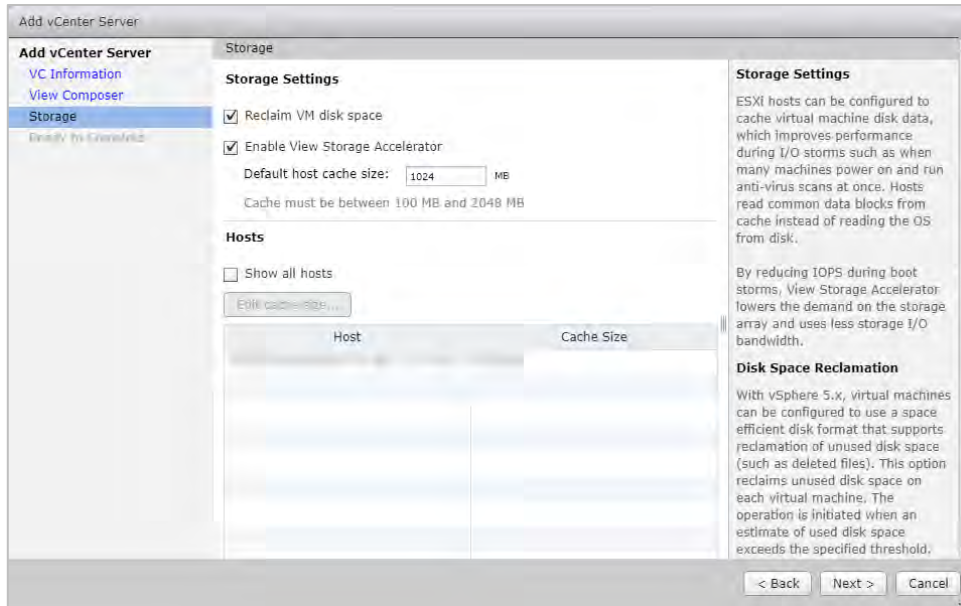 Add vCenter Server
Add vCenter Server
VC Information
View Composer
Storage
Ready to Complete
Storage
Storage Settings
Reclaim VM disk space
Enable View Storage Accelerator
Default host cache size: 1024 MB
Cache must be between 100 MB and 2048 MB
Hosts
Show all hosts
Edit cache size...
Host Cache Size
Storage Settings
ESXi hosts can be configured to
cache virtual machine disk data,
which improves performance
during I/O storms such as when
many machines power on and run
anti-virus scans at once. Hosts
read common data blocks from
cache instead of reading the OS
from disk.
By reducing IOPS during boot
storms, View Storage Accelerator
lowers the demand on the storage
array and uses less storage I/O
bandwidth.
Disk Space Reclamation
With vSphere 5.x, virtual machines
can be configured to use a space
efficient disk format that supports
reclamation of unused disk space
(such as deleted files). This option
reclaims unused disk space on
each virtual machine. The
operation is initiated when an
estimate of used disk space
exceeds the specified threshold.
< Back Next > Cancel